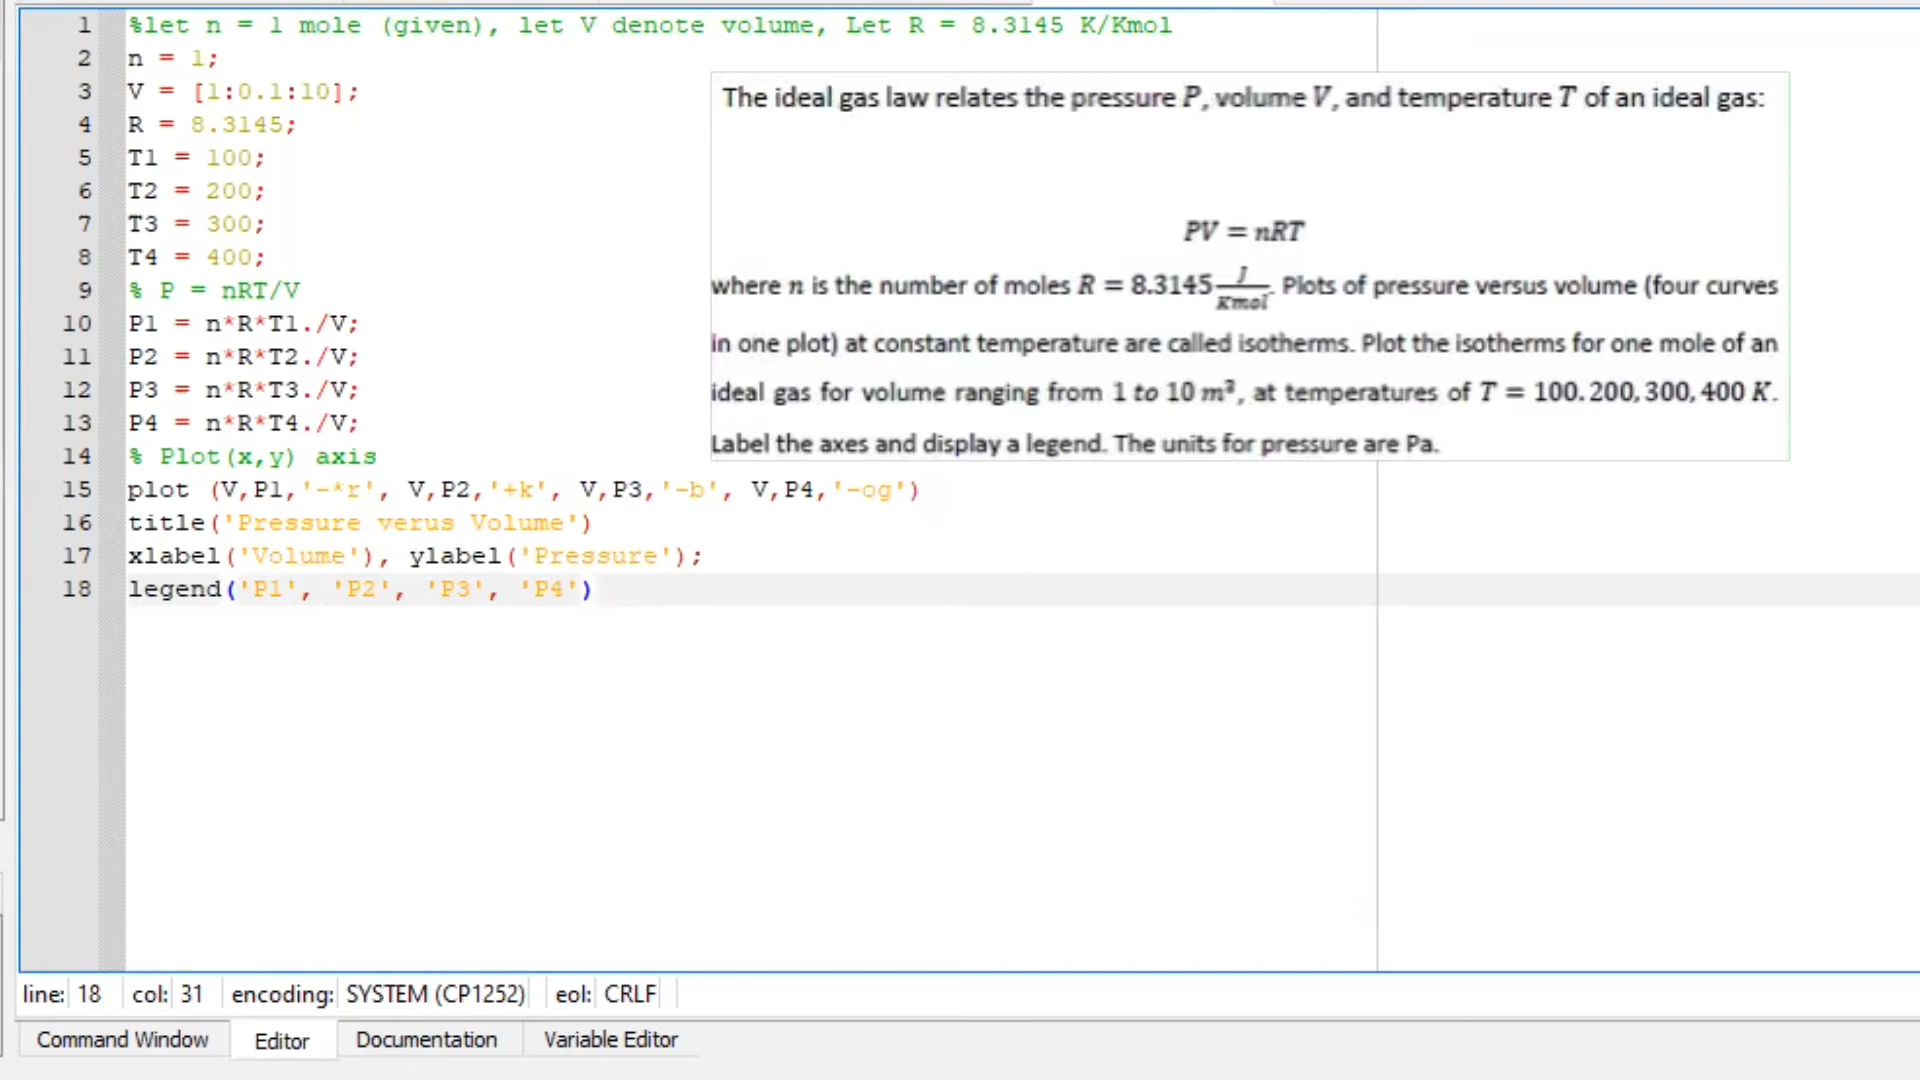 1 %let n = 1 mole (given), let V denote volume, Let R = 8.3145 K/Kmol
2 n = 1;
3 V = [1:0.1:10];
4 R = 8.3145;
5 T1 = 100;
6 T2 = 200;
7 T3 = 300;
8 T4 = 400;
9 % P = nRT/V
10 P1 = n*R*T1./V;
11 P2 = n*R*T2./V;
12 P3 = n*R*T3./V;
13 P4 = n*R*T4./V;
14 % Plot(x,y) axis
15 plot (V,P1,'-*r', V,P2,'+k', V,P3,'-b', V,P4,'-og')
16 title('Pressure verus Volume')
17 xlabel('Volume'), ylabel('Pressure');
18 legend('P1', 'P2', 'P3', 'P4')
The ideal gas law relates the pressure P, volume V, and temperature T of an ideal gas:
PV = nRT
where n is the number of moles R = 8.3145 J/Kmol. Plots of pressure versus volume (four curves
in one plot) at constant temperature are called isotherms. Plot the isotherms for one mole of an
ideal gas for volume ranging from 1 to 10 m³, at temperatures of T = 100.200,300,400 K.
Label the axes and display a legend. The units for pressure are Pa.
line: 18 col: 31 encoding: SYSTEM (CP1252) eol: CRLF
Command Window Editor Documentation Variable Editor